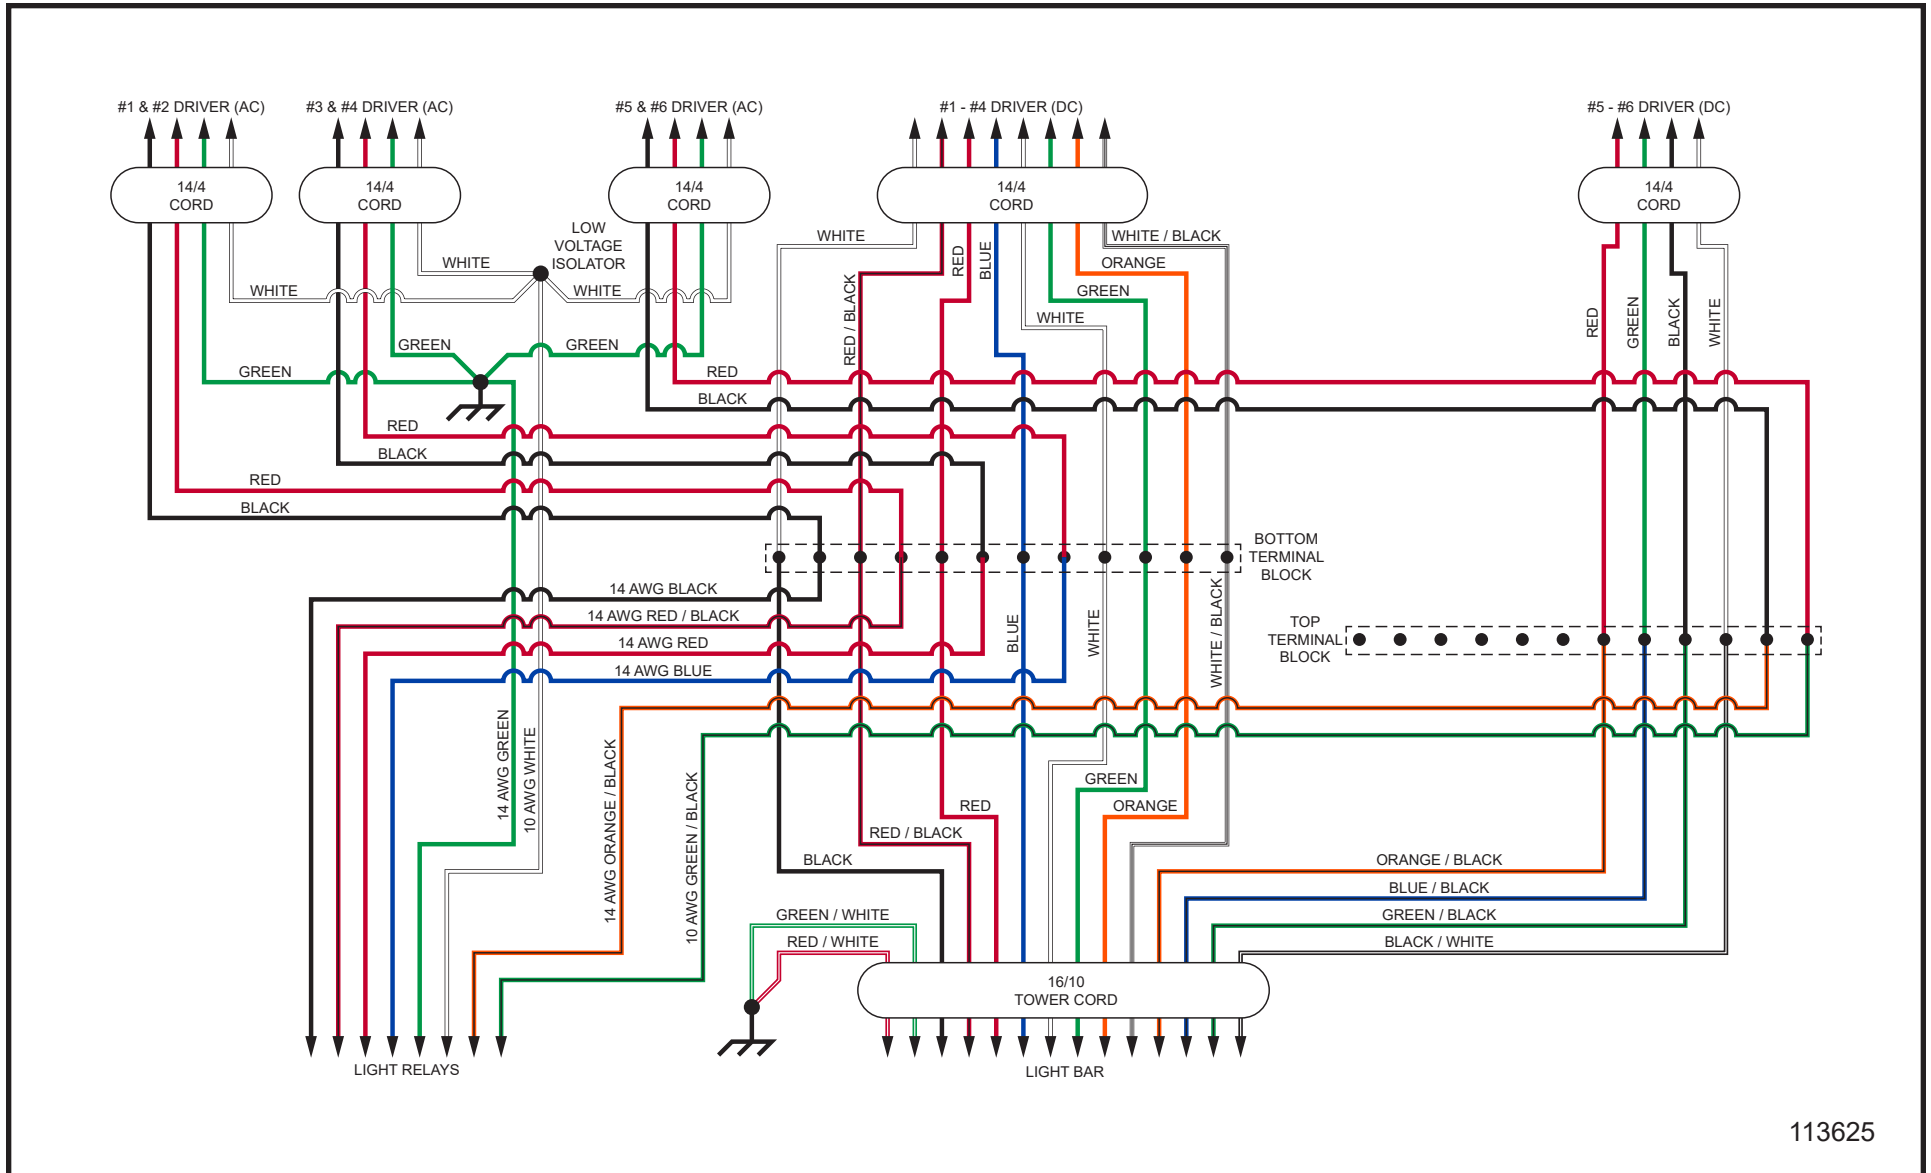 #1 & #2 DRIVER (AC)
#3 & #4 DRIVER (AC)
#5 & #6 DRIVER (AC)
#1 - #4 DRIVER (DC)
#5 - #6 DRIVER (DC)
14/4
CORD
14/4
CORD
14/4
CORD
14/4
CORD
14/4
CORD
LOW
VOLTAGE
ISOLATOR
WHITE
WHITE
WHITE
WHITE
RED / BLACK
RED
BLUE
WHITE / BLACK
ORANGE
GREEN
WHITE
RED
GREEN
BLACK
WHITE
GREEN
GREEN
GREEN
RED
BLACK
RED
BLACK
RED
BLACK
BOTTOM
TERMINAL
BLOCK
14 AWG BLACK
14 AWG RED / BLACK
14 AWG RED
14 AWG BLUE
BLUE
WHITE
WHITE / BLACK
TOP
TERMINAL
BLOCK
14 AWG GREEN
10 AWG WHITE
14 AWG ORANGE / BLACK
10 AWG GREEN / BLACK
GREEN
RED
ORANGE
RED / BLACK
BLACK
ORANGE / BLACK
BLUE / BLACK
GREEN / WHITE
GREEN / BLACK
RED / WHITE
BLACK / WHITE
16/10
TOWER CORD
LIGHT RELAYS
LIGHT BAR
113625